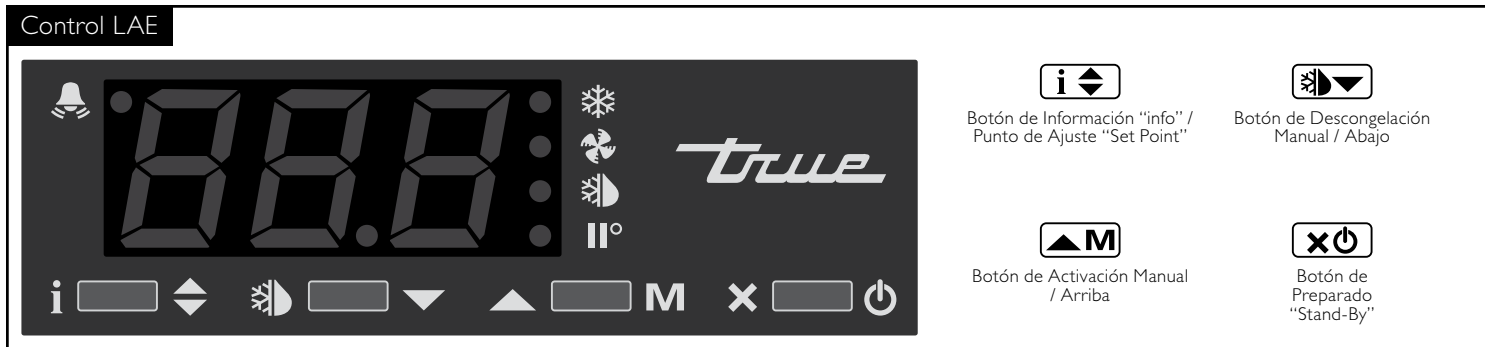 Control LAE
true
i
M
i
Botón de Información “info” /
Punto de Ajuste “Set Point”
Botón de Descongelación
Manual / Abajo
M
Botón de Activación Manual
/ Arriba
Botón de
Preparado
“Stand-By”